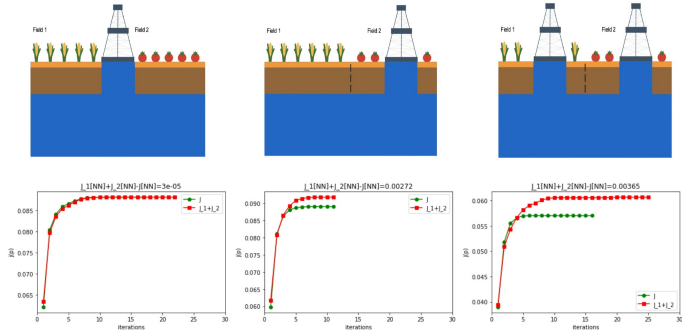 Field 1
Field 2
Field 1
Field 2
Field 1
Field 2
J_1[NN]+J_2[NN]-J[NN]=3e-05
J_1[NN]+J_2[NN]-J[NN]=0.00272
J_1[NN]+J_2[NN]-J[NN]=0.00365
J(p)
0.085
0.080
0.075
0.070
0.065
J
J_1+J_2
0 5 10 15 20 25 30
iterations
J(p)
0.090
0.085
0.080
0.075
0.070
0.065
0.060
J
J_1+J_2
0 5 10 15 20 25 30
iterations
J(p)
0.060
0.055
0.050
0.045
0.040
J
J_1+J_2
0 5 10 15 20 25 30
iterations